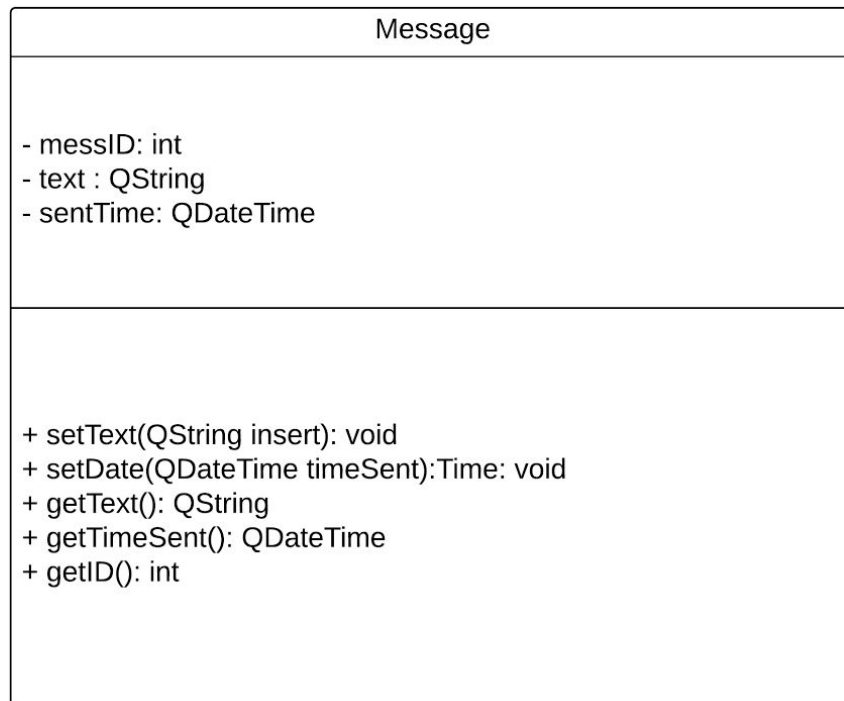 Message
- messID: int
- text : QString
- sentTime: QDateTime
+ setText(QString insert): void
+ setDate(QDateTime timeSent):Time: void
+ getText(): QString
+ getTimeSent(): QDateTime
+ getID(): int